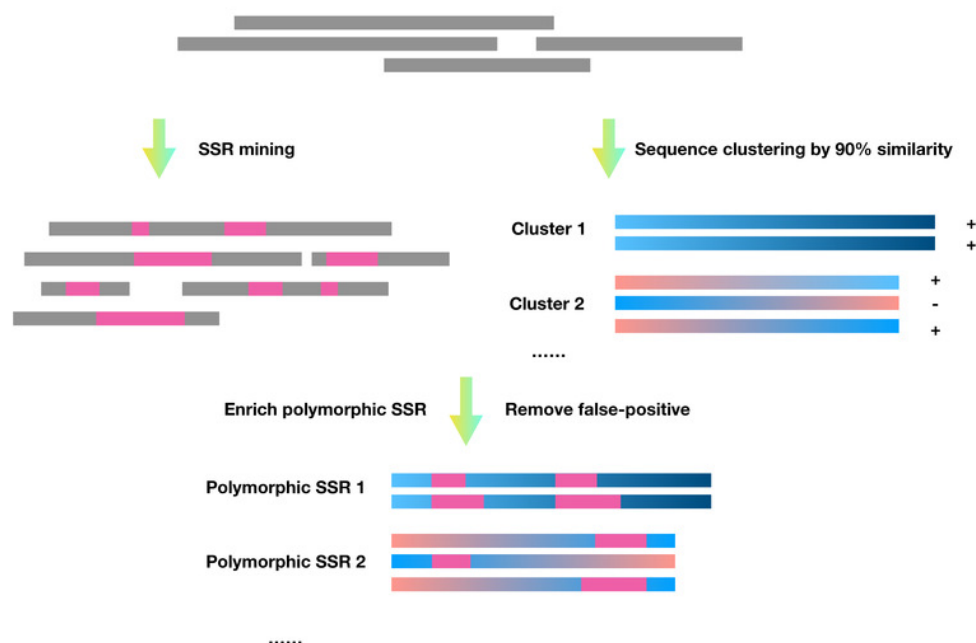 SSR mining
Sequence clustering by 90% similarity
Cluster 1
+
+
Cluster 2
+
-
+
......
Enrich polymorphic SSR
Remove false-positive
Polymorphic SSR 1
Polymorphic SSR 2
......